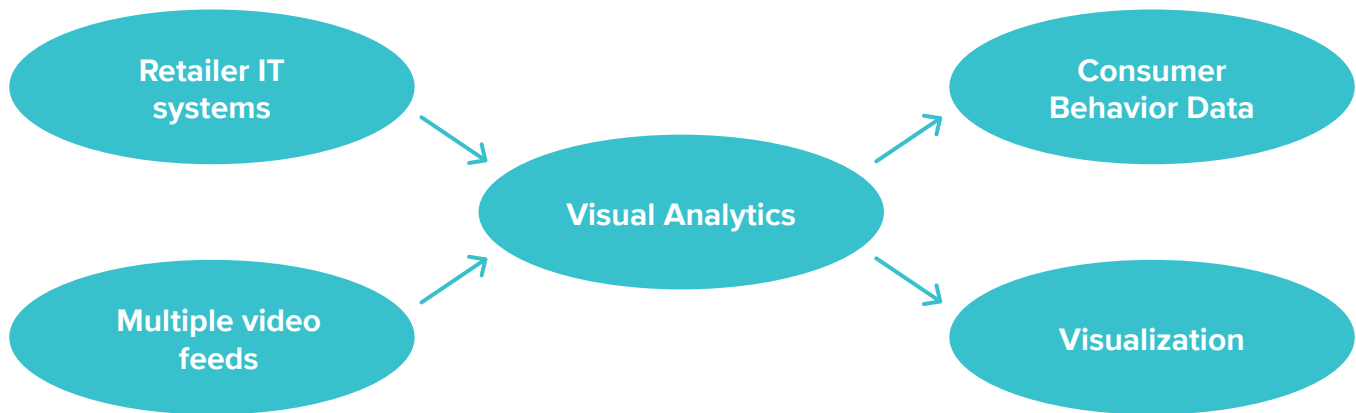 Retailer IT
systems
Multiple video
feeds
Visual Analytics
Consumer
Behavior Data
Visualization